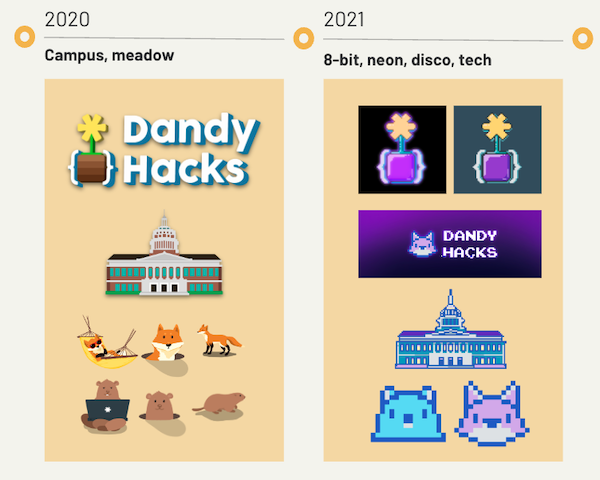 2020
Campus, meadow
Dandy
Hacks
2021
8-bit, neon, disco, tech
DANDY
HACKS